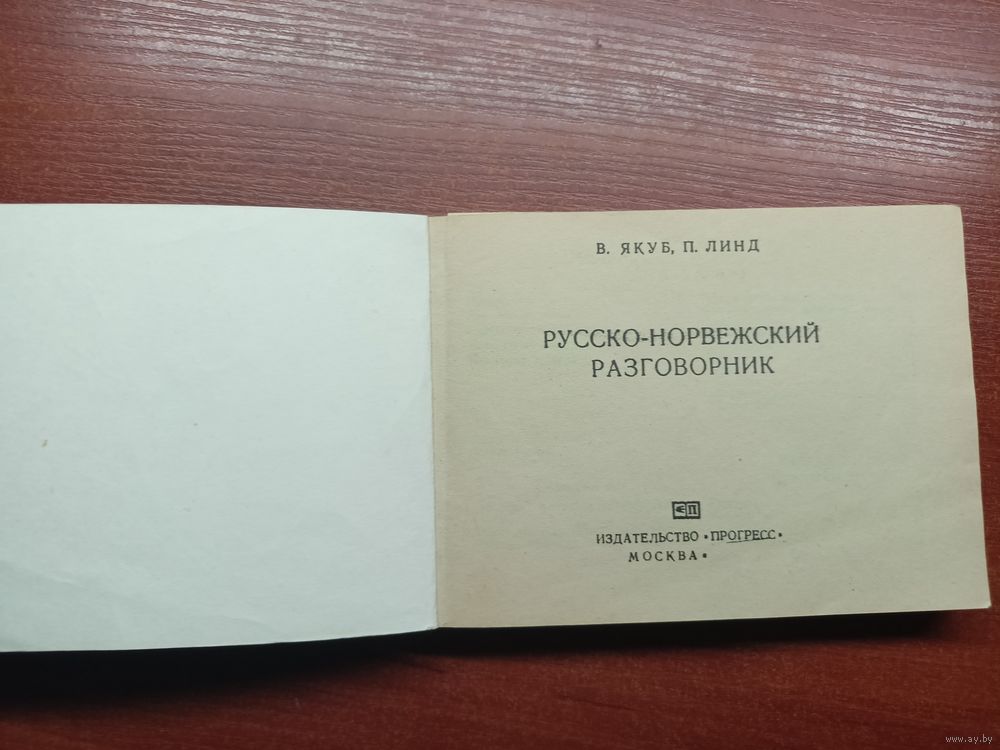 В. ЯКУБ, П. ЛИНД
РУССКО-НОРВЕЖСКИЙ
РАЗГОВОРНИК
ИЗДАТЕЛЬСТВО • ПРОГРЕСС •
МОСКВА •
www.ay.by